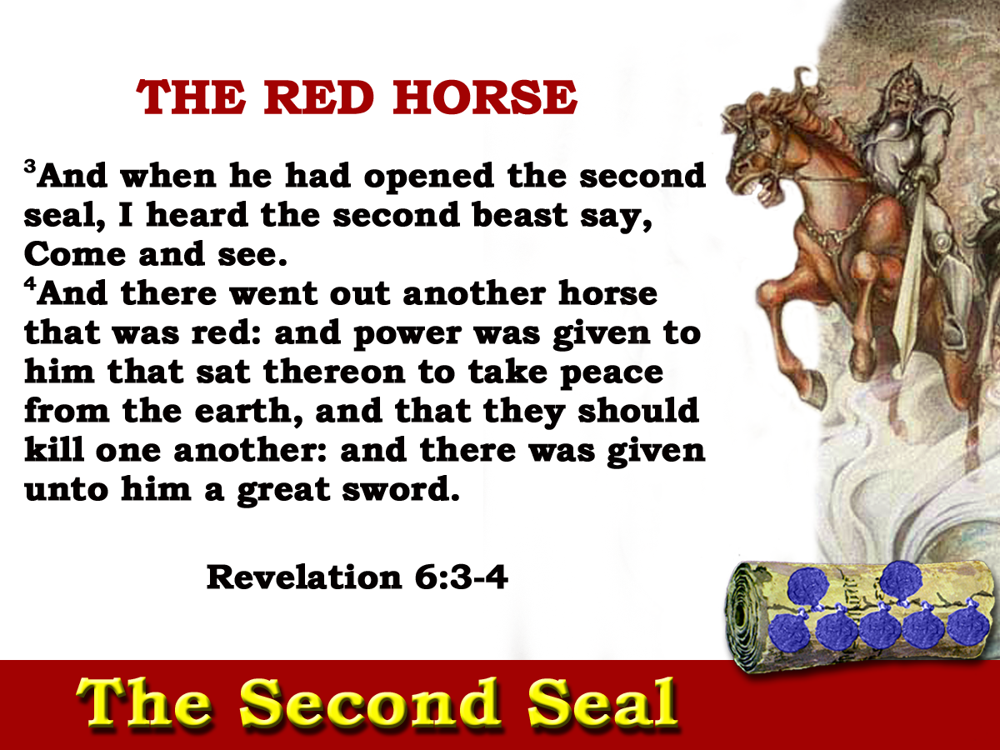 THE RED HORSE
³And when he had opened the second
seal, I heard the second beast say,
Come and see.
⁴And there went out another horse
that was red: and power was given to
him that sat thereon to take peace
from the earth, and that they should
kill one another: and there was given
unto him a great sword.
Revelation 6:3-4
The Second Seal